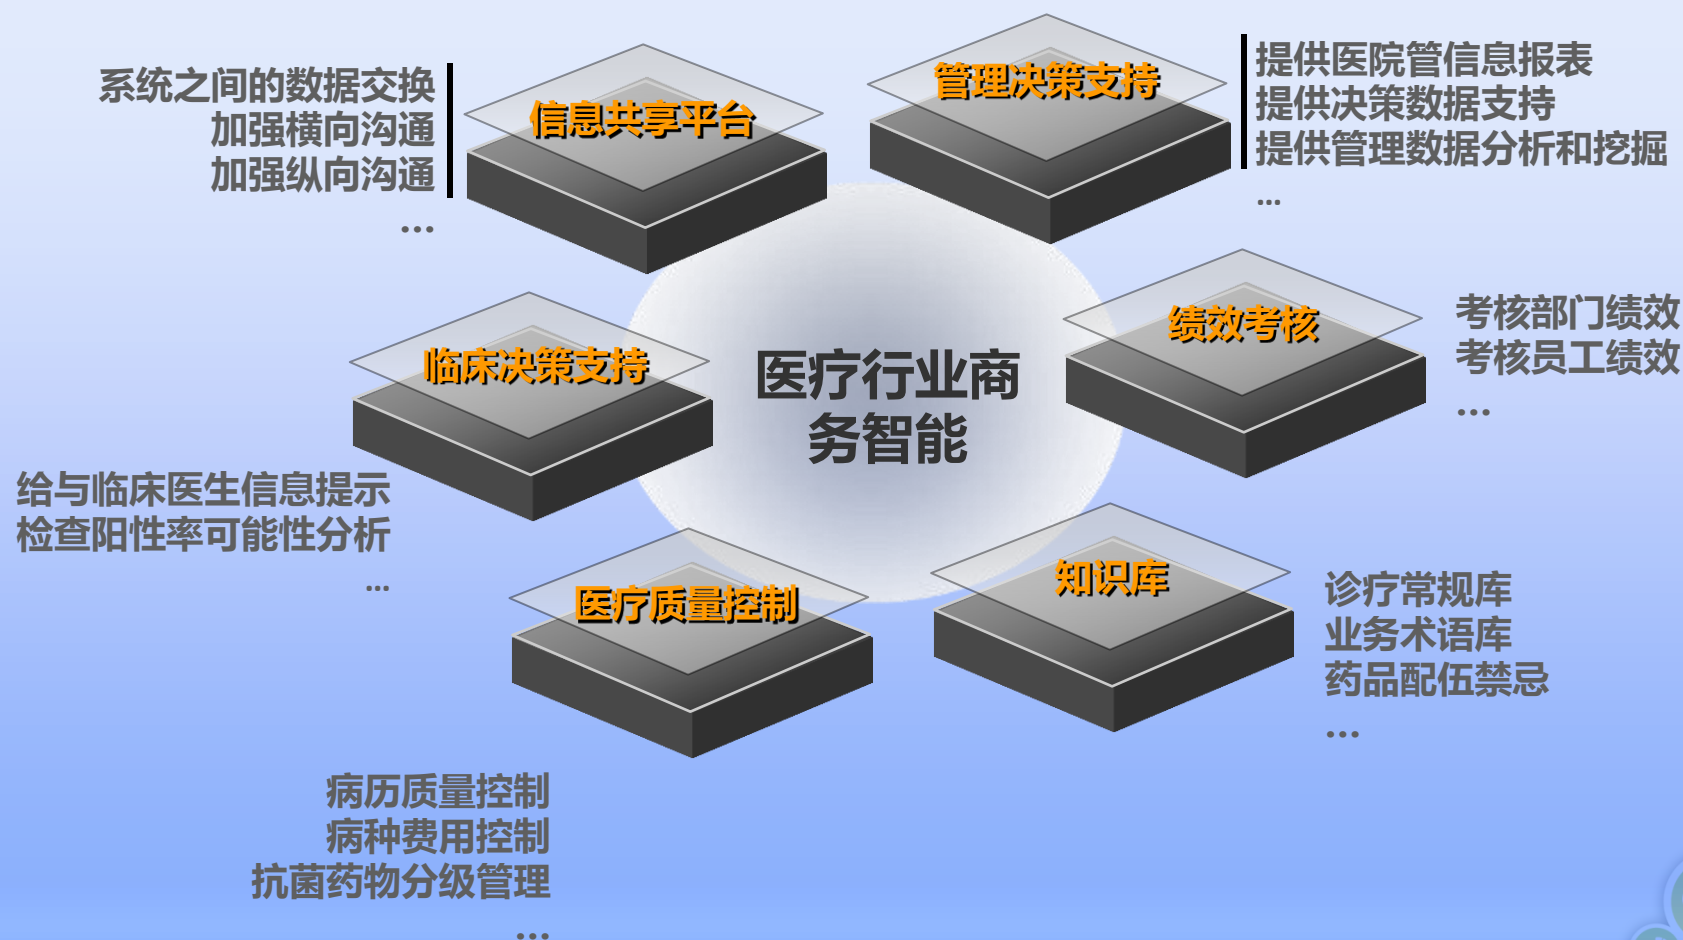 系统之间的数据交换
加强横向沟通
加强纵向沟通
...
信息共享平台
管理决策支持
提供医院管信息报表
提供决策数据支持
提供管理数据分析和挖掘
...
临床决策支持
给与临床医生信息提示
检查阳性率可能性分析
...
医疗行业商
务智能
绩效考核
考核部门绩效
考核员工绩效
...
医疗质量控制
病历质量控制
病种费用控制
抗菌药物分级管理
...
知识库
诊疗常规库
业务术语库
药品配伍禁忌
...